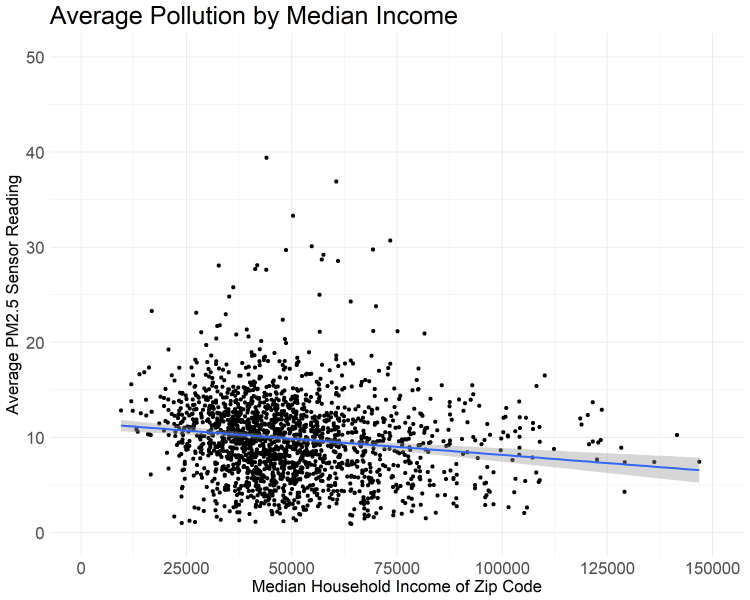 Average Pollution by Median Income
Average PM2.5 Sensor Reading
50
40
30
20
10
0
0 25000 50000 75000 100000 125000 150000
Median Household Income of Zip Code